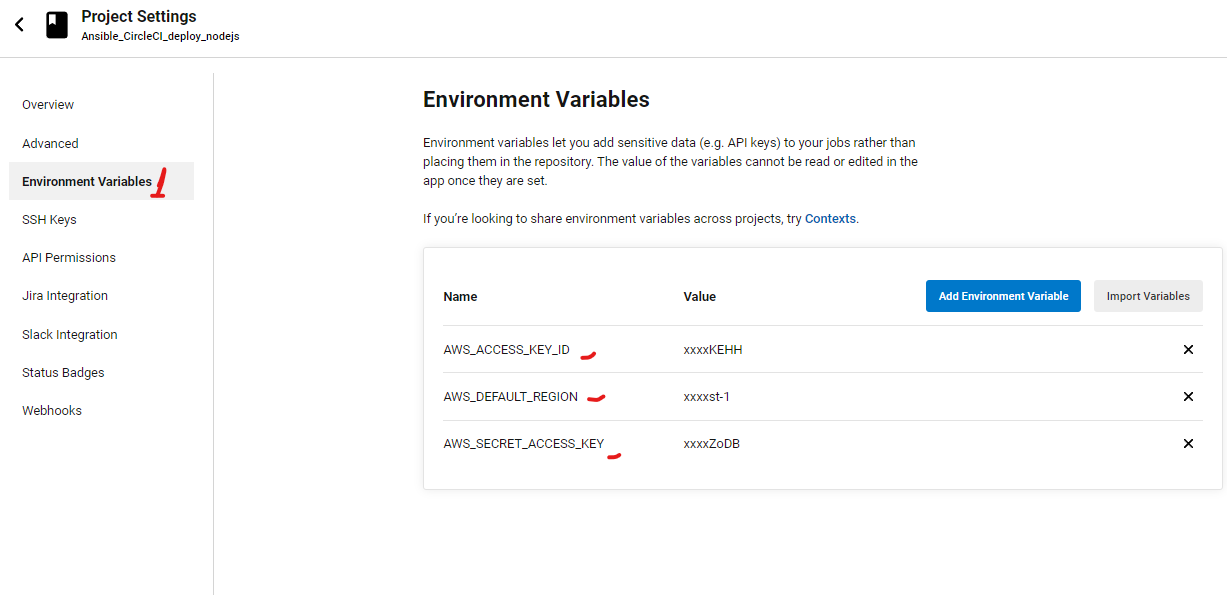 Project Settings
Ansible_CircleCI_deploy_nodejs
Overview
Advanced
Environment Variables 1
SSH Keys
API Permissions
Jira Integration
Slack Integration
Status Badges
Webhooks
Environment Variables
Environment variables let you add sensitive data (e.g. API keys) to your jobs rather than
placing them in the repository. The value of the variables cannot be read or edited in the
app once they are set.
If you're looking to share environment variables across projects, try Contexts.
Name Value Add Environment Variable Import Variables
AWS_ACCESS_KEY_ID xxxxKEHH
AWS_DEFAULT_REGION xxxxst-1
AWS_SECRET_ACCESS_KEY xxxxZoDB